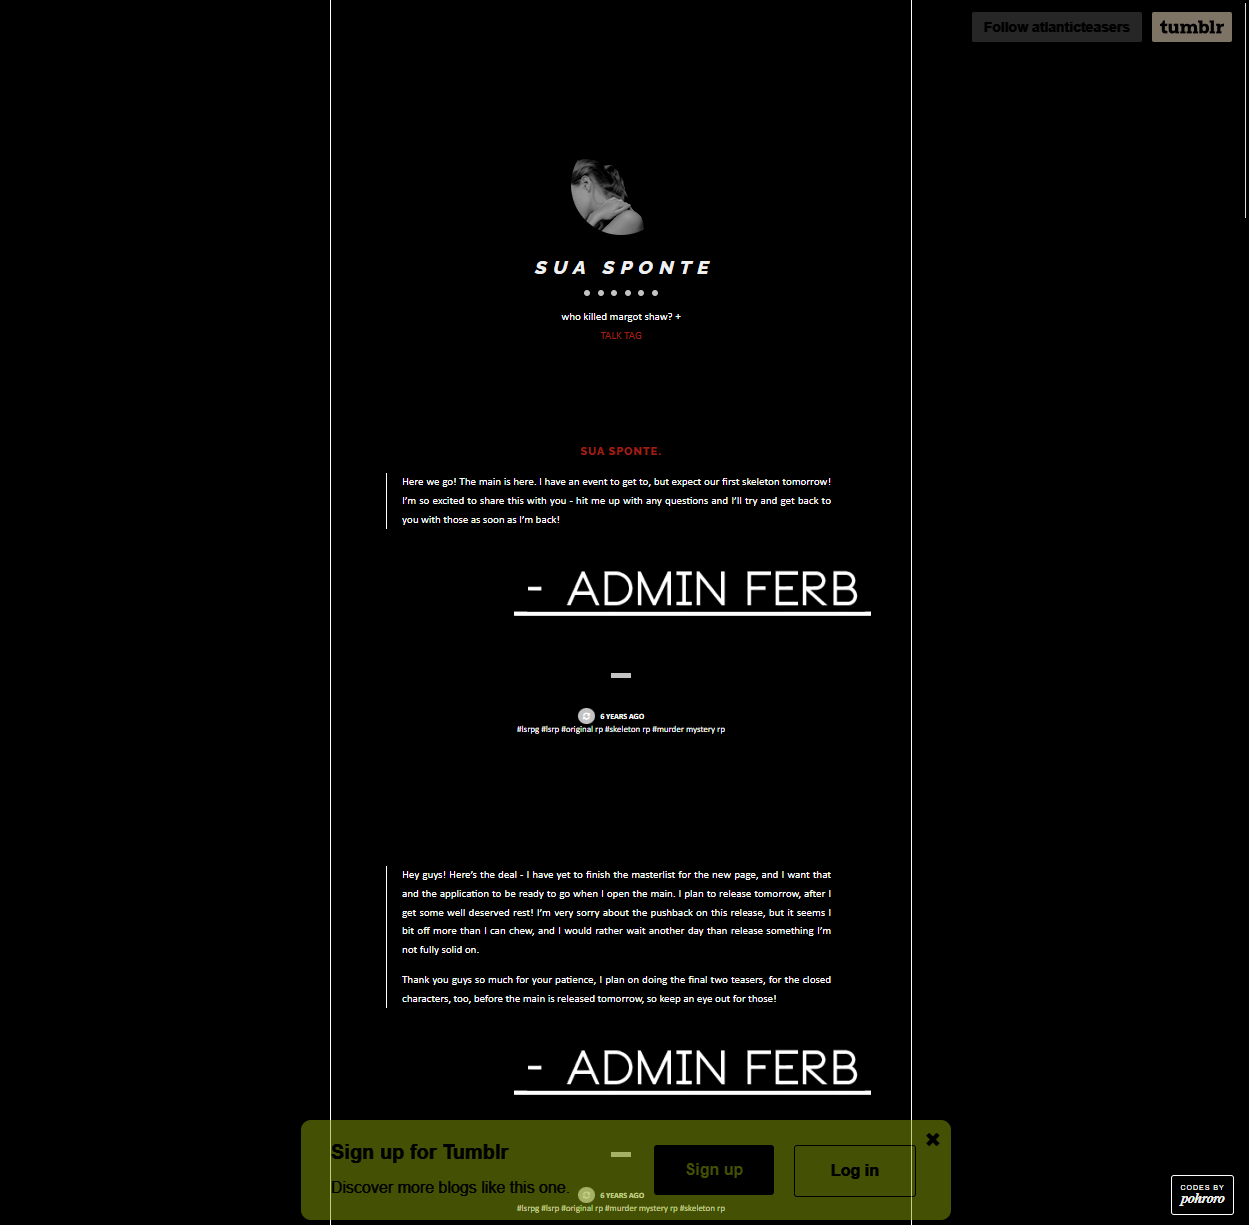 Follow atlanticteasers
tumblr
SUA SPONTE
who killed margot shaw? +
TALK TAG
SUA SPONTE.
Here we go! The main is here. I have an event to get to, but expect our first skeleton tomorrow!
I'm so excited to share this with you - hit me up with any questions and I'll try and get back to
you with those as soon as I'm back!
- ADMIN FERB
6 YEARS AGO
#lsrpg #lsrp #original rp #skeleton rp #murder mystery rp
Hey guys! Here's the deal - I have yet to finish the masterlist for the new page, and I want that
and the application to be ready to go when I open the main. I plan to release tomorrow, after I
get some well deserved rest! I'm very sorry about the pushback on this release, but it seems I
bit off more than I can chew, and I would rather wait another day than release something I'm
not fully solid on.
Thank you guys so much for your patience, I plan on doing the final two teasers, for the closed
characters, too, before the main is released tomorrow, so keep an eye out for those!
- ADMIN FERB
Sign up for Tumblr
Discover more blogs like this one.
Sign up
Log in
6 YEARS AGO
#lsrpg #lsrp #original rp #murder mystery rp #skeleton rp
CODES BY
pohroro